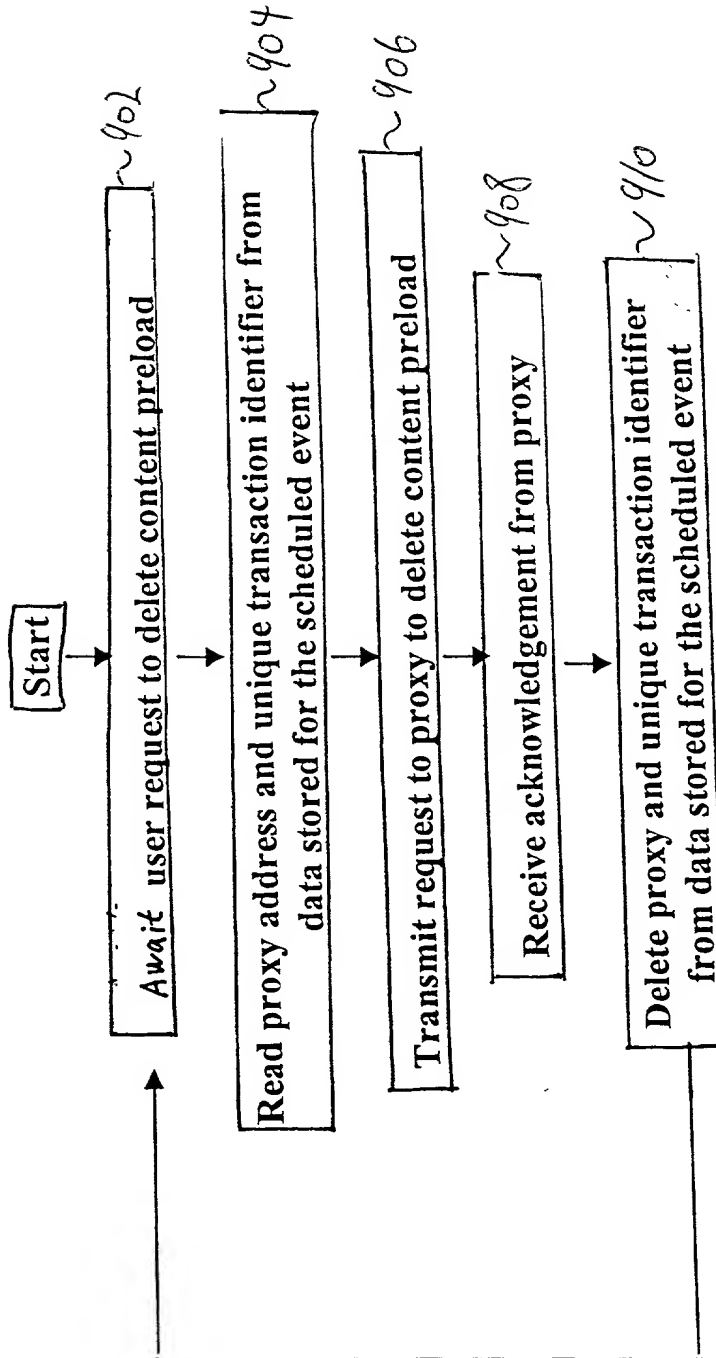 Start
Await user request to delete content preload
~902
Read proxy address and unique transaction identifier from
data stored for the scheduled event
~904
Transmit request to proxy to delete content preload
~906
Receive acknowledgement from proxy
~908
Delete proxy and unique transaction identifier
from data stored for the scheduled event
~910